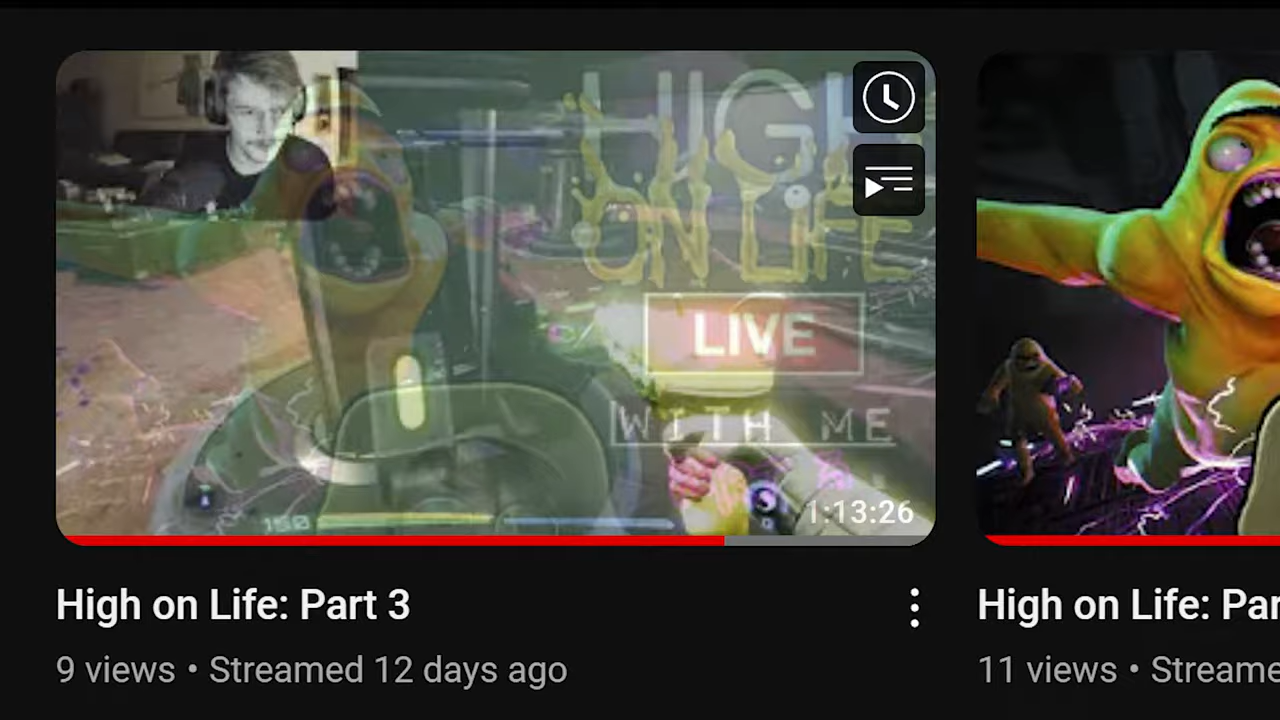 HIGH
ON LIFE
LIVE
WITH ME
150
1:13:26
High on Life: Part 3
9 views • Streamed 12 days ago
High on Life: Par
11 views • Streame